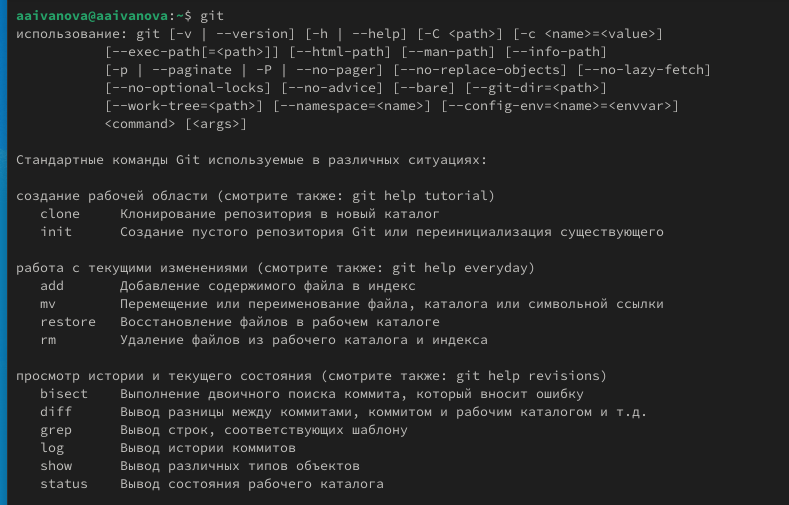 aaivanova@aaivanova:~$ git
использование: git [-v | --version] [-h | --help] [-C <path>] [-c <name>=<value>]
[--exec-path[=<path>]] [--html-path] [--man-path] [--info-path]
[-p | --paginate | -P | --no-pager] [--no-replace-objects] [--no-lazy-fetch]
[--no-optional-locks] [--no-advice] [--bare] [--git-dir=<path>]
[--work-tree=<path>] [--namespace=<name>] [--config-env=<name>=<envvar>]
<command> [<args>]
Стандартные команды Git используемые в различных ситуациях:
создание рабочей области (смотрите также: git help tutorial)
clone Клонирование репозитория в новый каталог
init Создание пустого репозитория Git или переинициализация существующего
работа с текущими изменениями (смотрите также: git help everyday)
add Добавление содержимого файла в индекс
mv Перемещение или переименование файла, каталога или символьной ссылки
restore Восстановление файлов в рабочем каталоге
rm Удаление файлов из рабочего каталога и индекса
просмотр истории и текущего состояния (смотрите также: git help revisions)
bisect Выполнение двоичного поиска коммита, который вносит ошибку
diff Вывод разницы между коммитами, коммитом и рабочим каталогом и т.д.
grep Вывод строк, соответствующих шаблону
log Вывод истории коммитов
show Вывод различных типов объектов
status Вывод состояния рабочего каталога